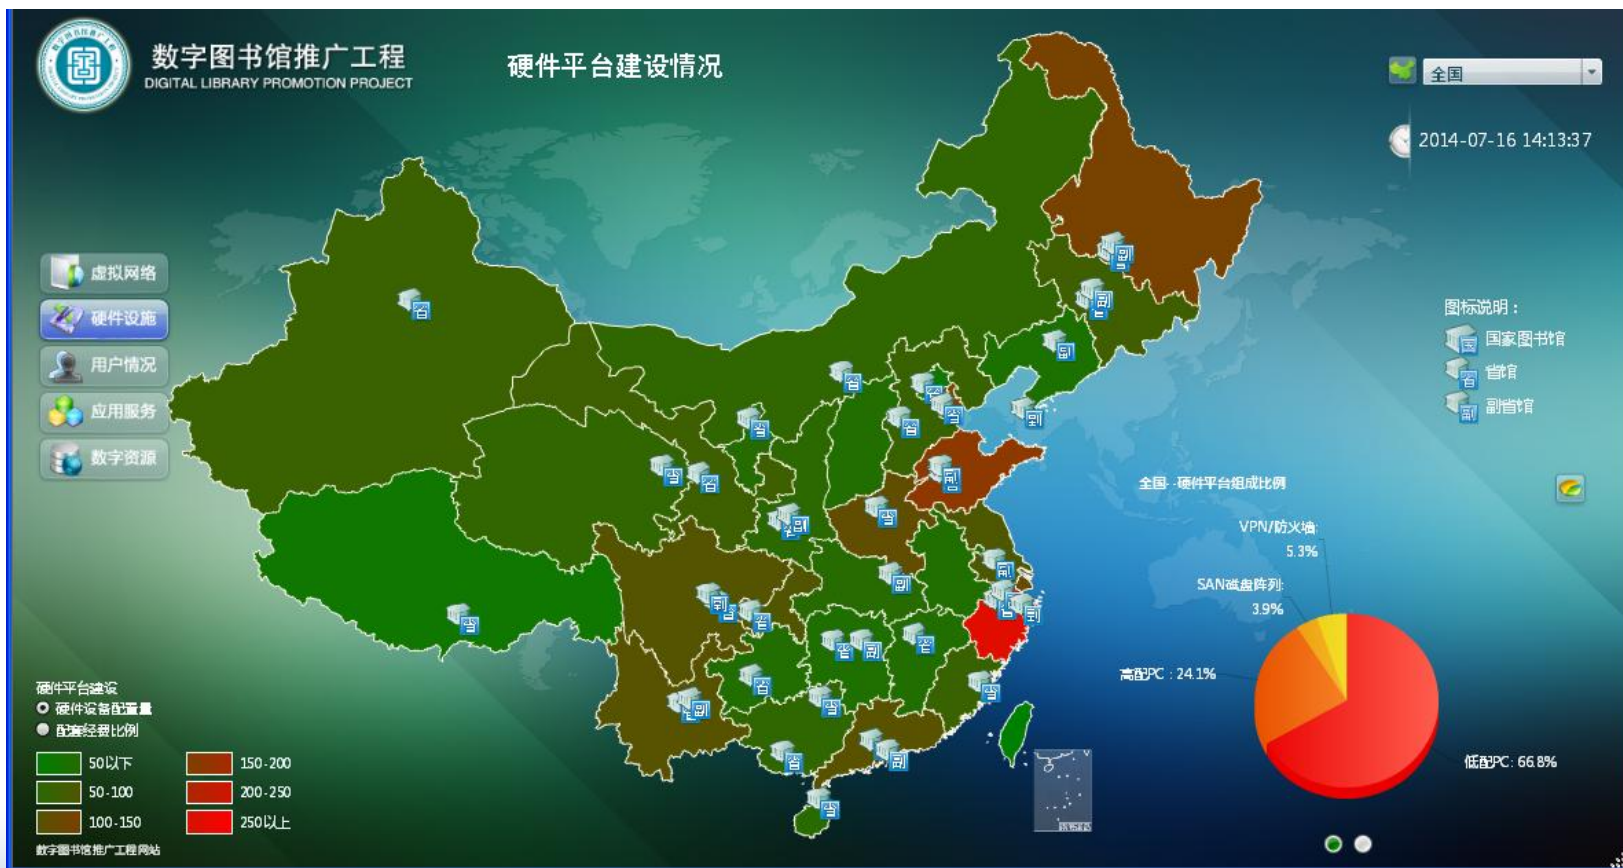 数字图书馆推广工程
DIGITAL LIBRARY PROMOTION PROJECT
硬件平台建设情况
全国
2014-07-16 14:13:37
虚拟网络
硬件设施
用户情况
应用服务
数字资源
图标说明：
国家图书馆
省馆
副省馆
全国--硬件平台组成比例
VPN/防火墙:
5.3%
SAN磁盘阵列:
3.9%
高配PC : 24.1%
低配PC: 66.8%
硬件平台建设
硬件设备配置量
配套经费比例
50以下
150-200
50-100
200-250
100-150
250以上
数字图书馆推广工程网站